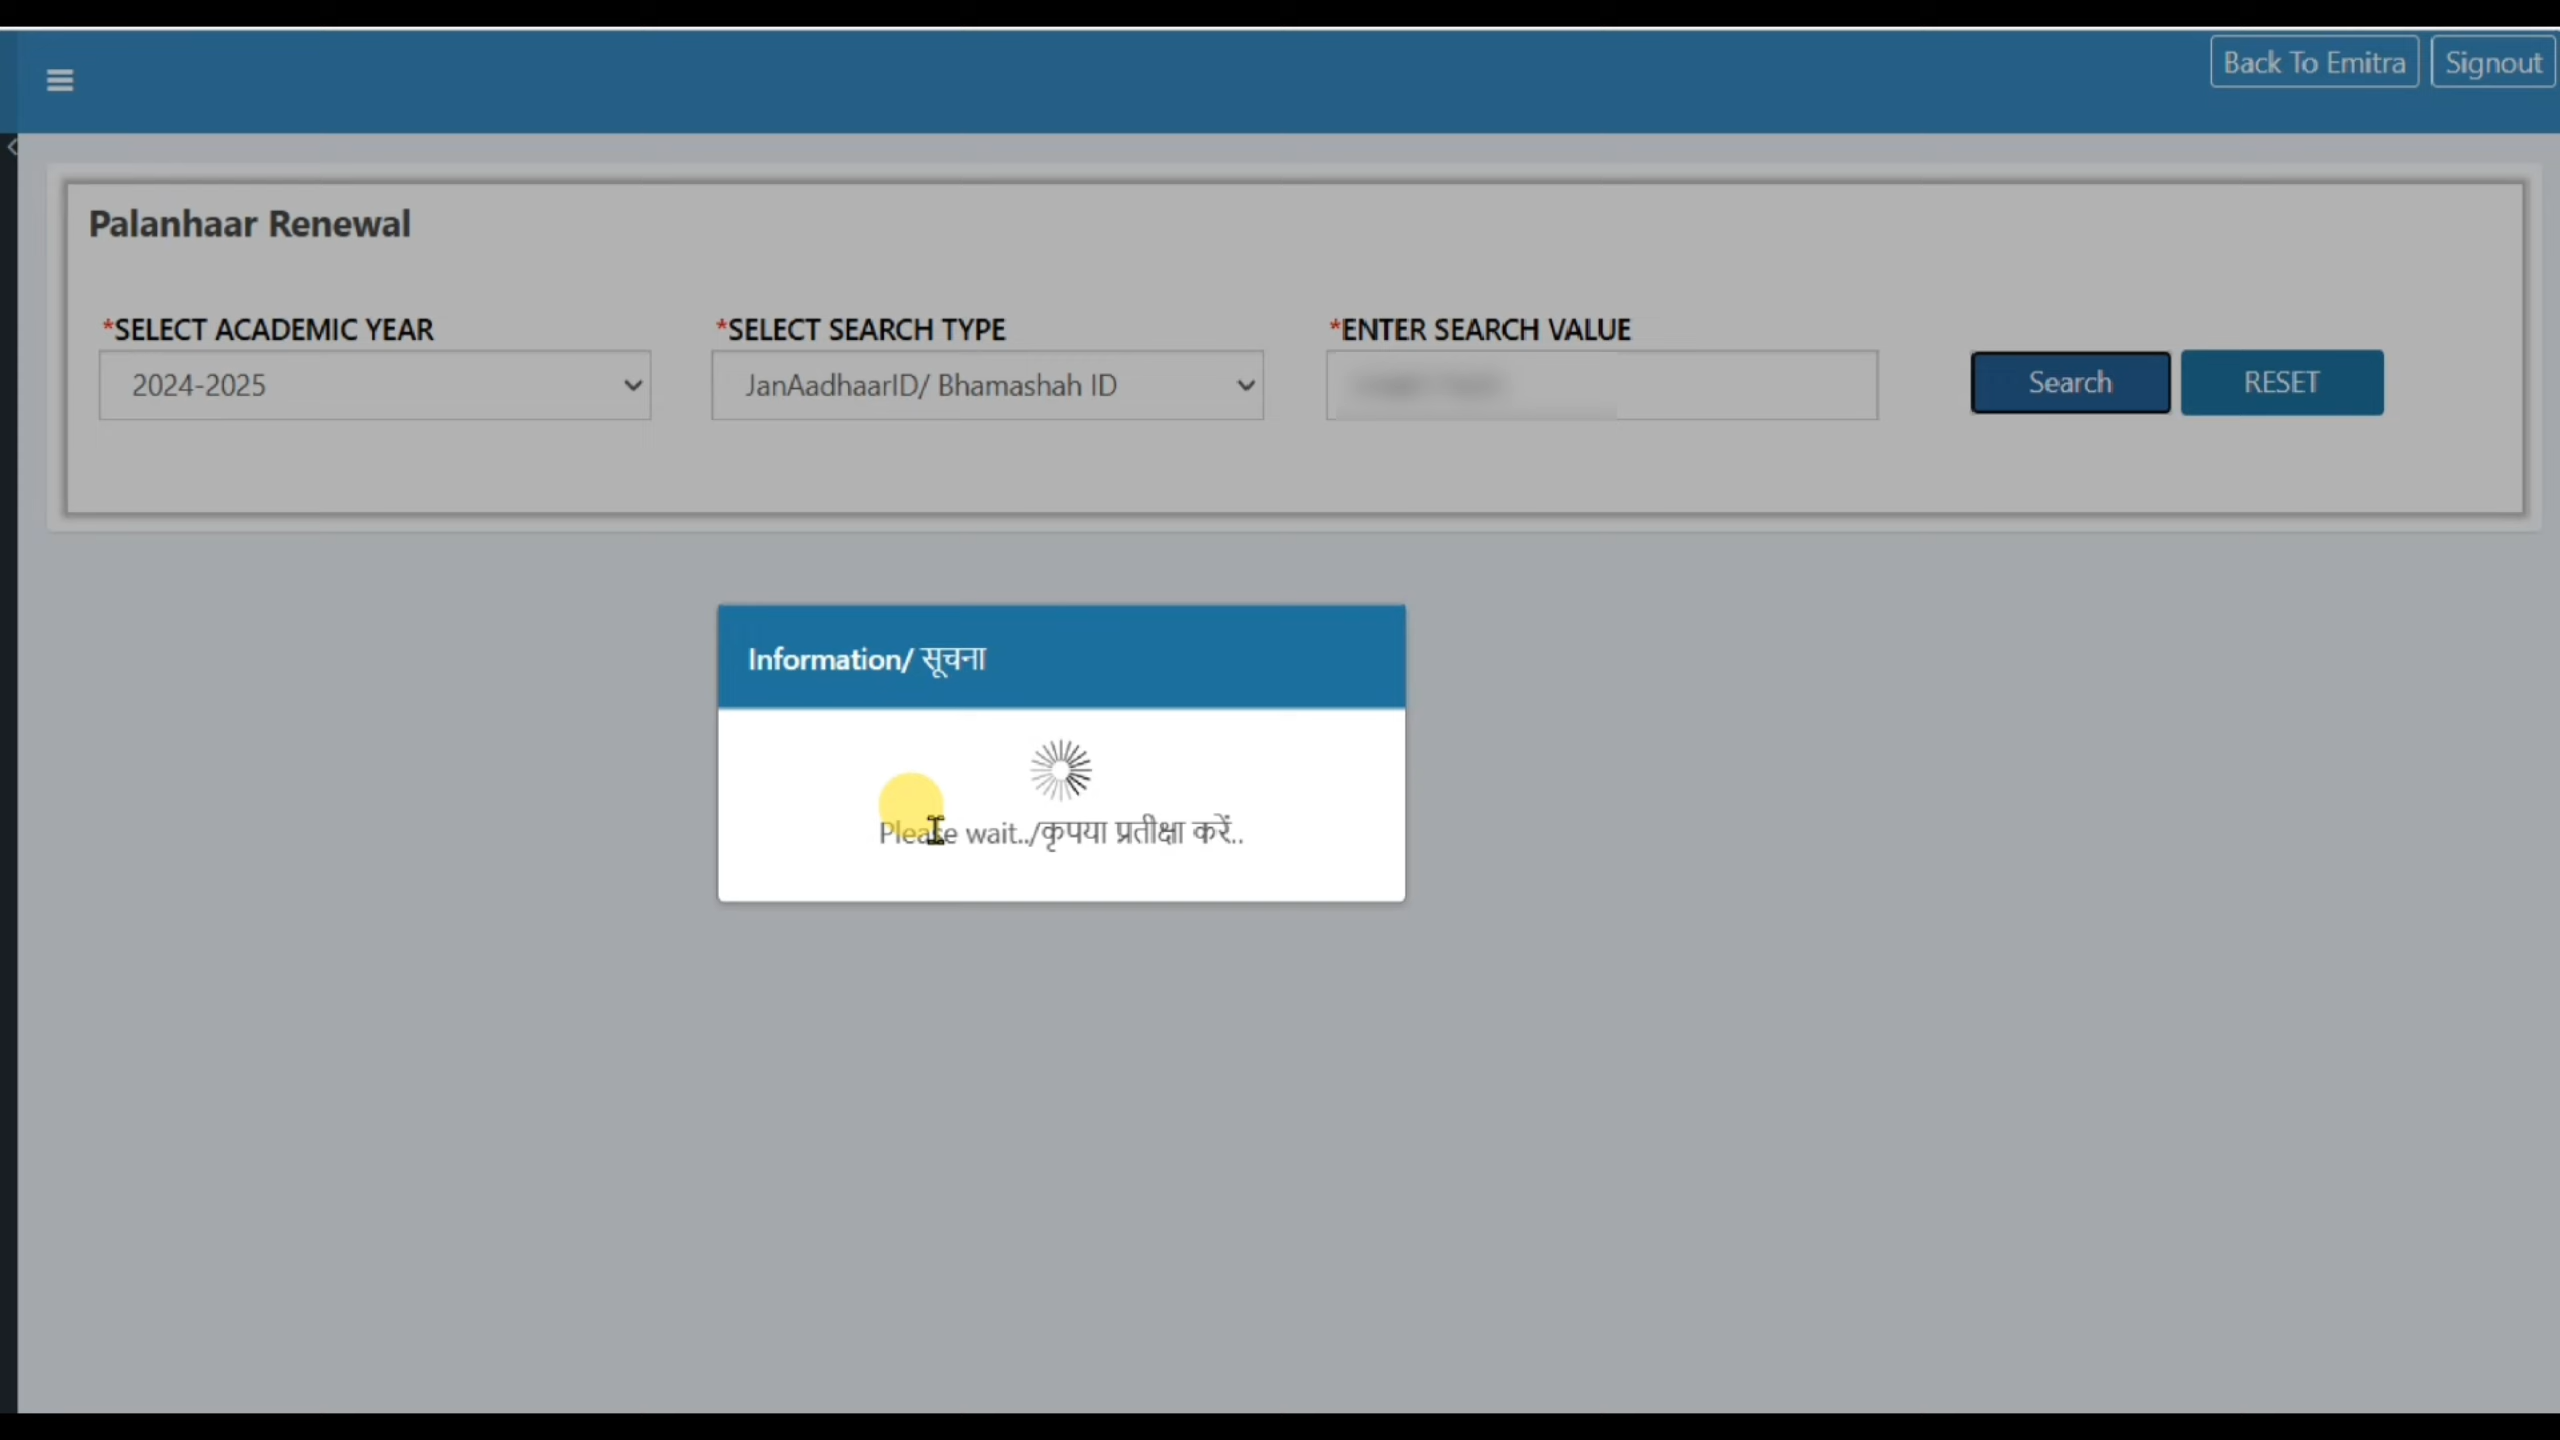 Back To Emitra
Signout
Palanhaar Renewal
*SELECT ACADEMIC YEAR
*SELECT SEARCH TYPE
*ENTER SEARCH VALUE
2024-2025
JanAadhaarID/ Bhamashah ID
Search
RESET
Information/ सूचना
Please wait../कृपया प्रतीक्षा करें..